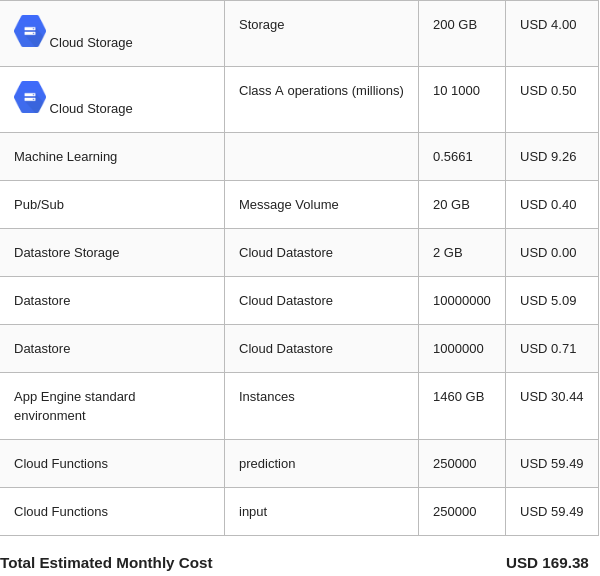 Cloud Storage Storage 200 GB USD 4.00
Cloud Storage Class A operations (millions) 10 1000 USD 0.50
Machine Learning 0.5661 USD 9.26
Pub/Sub Message Volume 20 GB USD 0.40
Datastore Storage Cloud Datastore 2 GB USD 0.00
Datastore Cloud Datastore 10000000 USD 5.09
Datastore Cloud Datastore 1000000 USD 0.71
App Engine standard Instances 1460 GB USD 30.44
environment
Cloud Functions prediction 250000 USD 59.49
Cloud Functions input 250000 USD 59.49
Total Estimated Monthly Cost USD 169.38